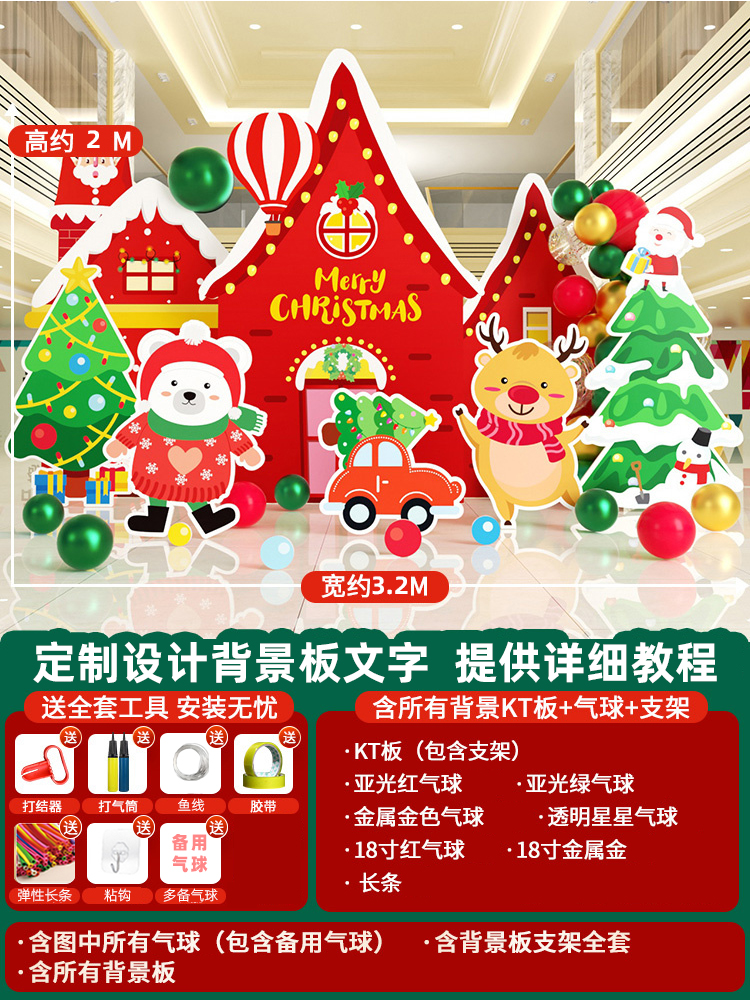 高约 2 M
Merry
CHRiSTMAS
宽约3.2M
定制设计背景板文字 提供详细教程
送全套工具 安装无忧
送 送 送 送
打结器 打气筒 鱼线 胶带
送 送 送
备用
气球
弹性长条 粘钩 多备气球
含所有背景KT板+气球+支架
·KT板（包含支架）
·亚光红气球 ·亚光绿气球
·金属金色气球 ·透明星星气球
·18寸红气球 ·18寸金属金
·长条
·含图中所有气球（包含备用气球） ·含背景板支架全套
·含所有背景板